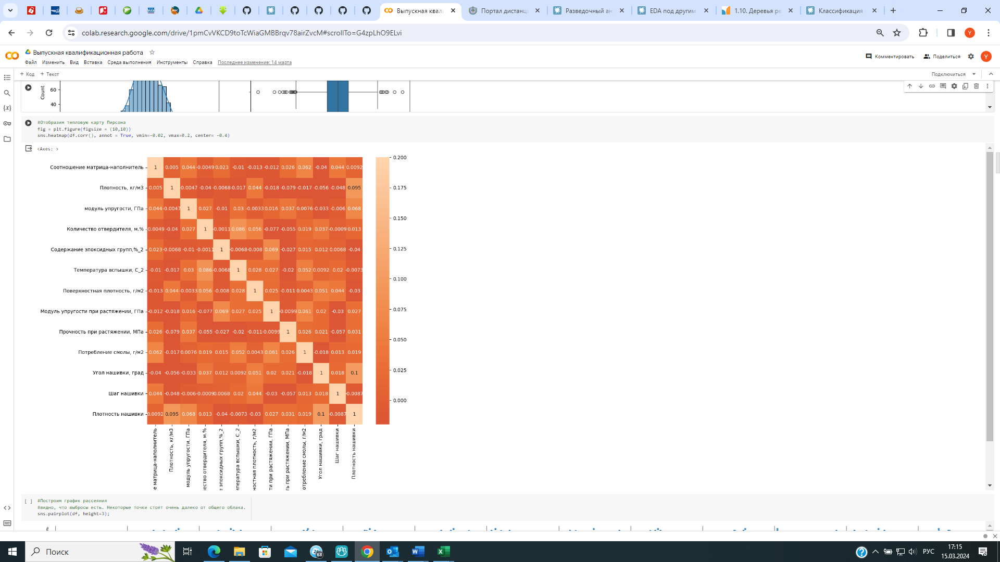 Выпускная квали
Портал дистанц
Разведочный ан
EDA под другим
1.10. Деревья ре
Классификация
colab.research.google.com/drive/1pmCvVKCD9toTcWiaGMBBrqv78airZvcM#scrollTo=G4zpLhO9ELvi
Выпускная квалификационная работа
Файл Изменить Вид Вставка Среда выполнения Инструменты Справка Последнее изменение: 14 марта
Комментировать Поделиться
+ Код + Текст
Подключиться
Count
60
40
#Отобразим тепловую карту Пирсона
fig = plt.figure(figsize = (10,10))
sns.heatmap(df.corr(), annot = True, vmin=-0.02, vmax=0.2, center= -0.4)
<Axes: >
Соотношение матрица-наполнитель 1 0.005 0.044 -0.0049 0.023 -0.01 -0.013 -0.012 0.026 0.062 -0.04 0.044 0.0092
Плотность, кг/м3 0.005 1 -0.0047 -0.04 -0.0068 -0.017 0.044 -0.018 -0.079 -0.017 -0.056 -0.048 0.095
модуль упругости, ГПа 0.044 -0.0047 1 0.027 -0.01 0.03 -0.0033 0.016 0.037 0.0076 -0.033 -0.006 0.068
Количество отвердителя, м.% -0.0049 -0.04 0.027 1 -0.0011 0.086 0.056 -0.077 -0.055 0.019 0.037 -0.0009 0.013
Содержание эпоксидных групп,%_2 0.023 -0.0068 -0.01 -0.0011 1 -0.0068 -0.008 0.069 -0.027 0.015 0.012 0.0068 -0.04
Температура вспышки, С_2 -0.01 -0.017 0.03 0.086 -0.0068 1 0.028 0.027 -0.02 0.052 0.0092 0.02 -0.0073
Поверхностная плотность, г/м2 -0.013 0.044 -0.0033 0.056 -0.008 0.028 1 0.025 -0.011 0.0043 0.051 0.044 -0.03
Модуль упругости при растяжении, ГПа -0.012 -0.018 0.016 -0.077 0.069 0.027 0.025 1 -0.0099 0.061 0.02 -0.03 0.027
Прочность при растяжении, МПа 0.026 -0.079 0.037 -0.055 -0.027 -0.02 -0.011 -0.0099 1 0.026 0.021 -0.057 0.031
Потребление смолы, г/м2 0.062 -0.017 0.0076 0.019 0.015 0.052 0.0043 0.061 0.026 1 -0.018 0.013 0.019
Угол нашивки, град -0.04 -0.056 -0.033 0.037 0.012 0.0092 0.051 0.02 0.021 -0.018 1 0.018 0.1
Шаг нашивки 0.044 -0.048 -0.006 -0.0009 0.0068 0.02 0.044 -0.03 -0.057 0.013 0.018 1 -0.0087
Плотность нашивки 0.0092 0.095 0.068 0.013 -0.04 -0.0073 -0.03 0.027 0.031 0.019 0.1 -0.0087 1
0.200
0.175
0.150
0.125
0.100
0.075
0.050
0.025
0.000
е матрица-наполнитель
Плотность, кг/м3
модуль упругости, ГПа
чество отвердителя, м.%
е эпоксидных групп,%_2
мпература вспышки, С_2
ностная плотность, г/м2
ти при растяжении, ГПа
ть при растяжении, МПа
отребление смолы, г/м2
Угол нашивки, град
Шаг нашивки
Плотность нашивки
[ ] #Построим график рассеяния
#видно, что выбросы есть. Некоторые точки стоят очень далеко от общего облака.
sns.pairplot(df, height=3);
Поиск
68
РУС
17:15
15.03.2024